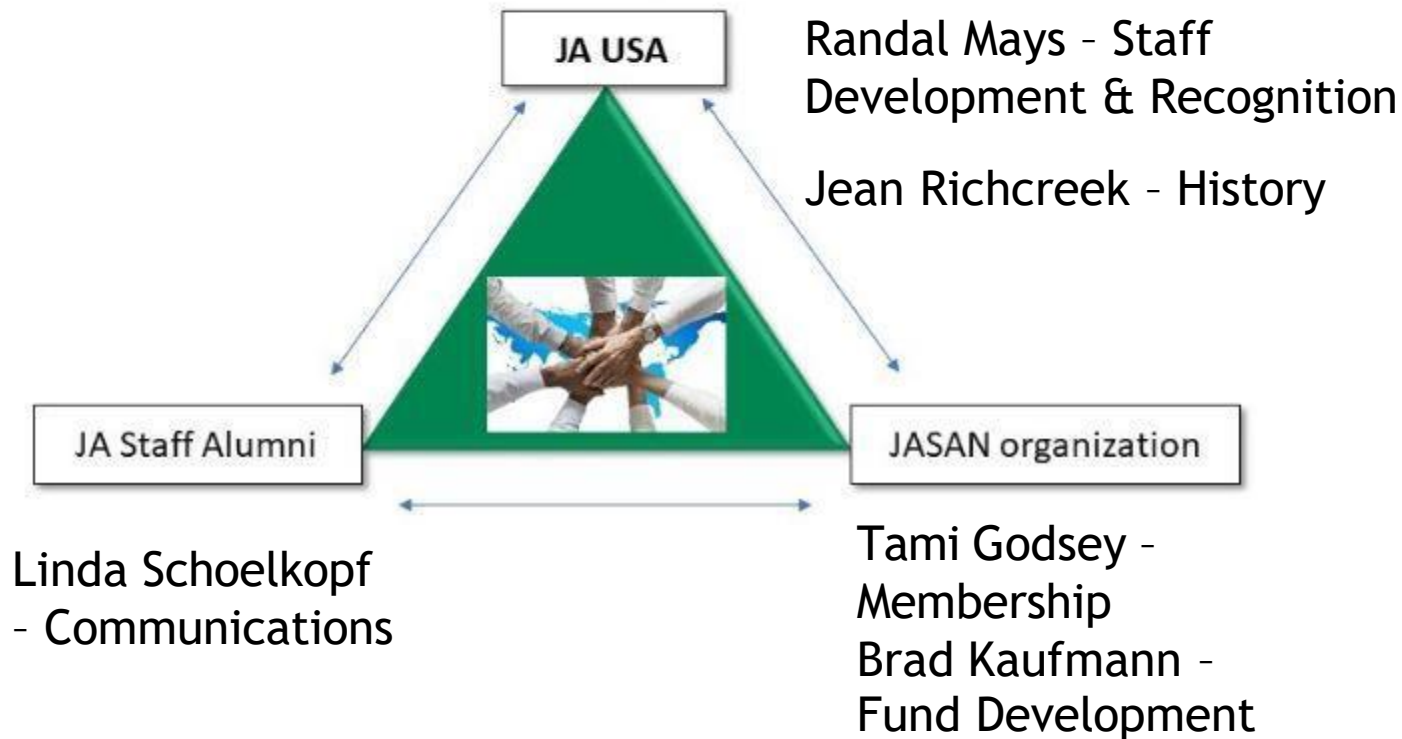 JA USA
Randal Mays – Staff
Development & Recognition
Jean Richcreek – History
JA Staff Alumni
JASAN organization
Linda Schoelkopf
– Communications
Tami Godsey –
Membership
Brad Kaufmann –
Fund Development